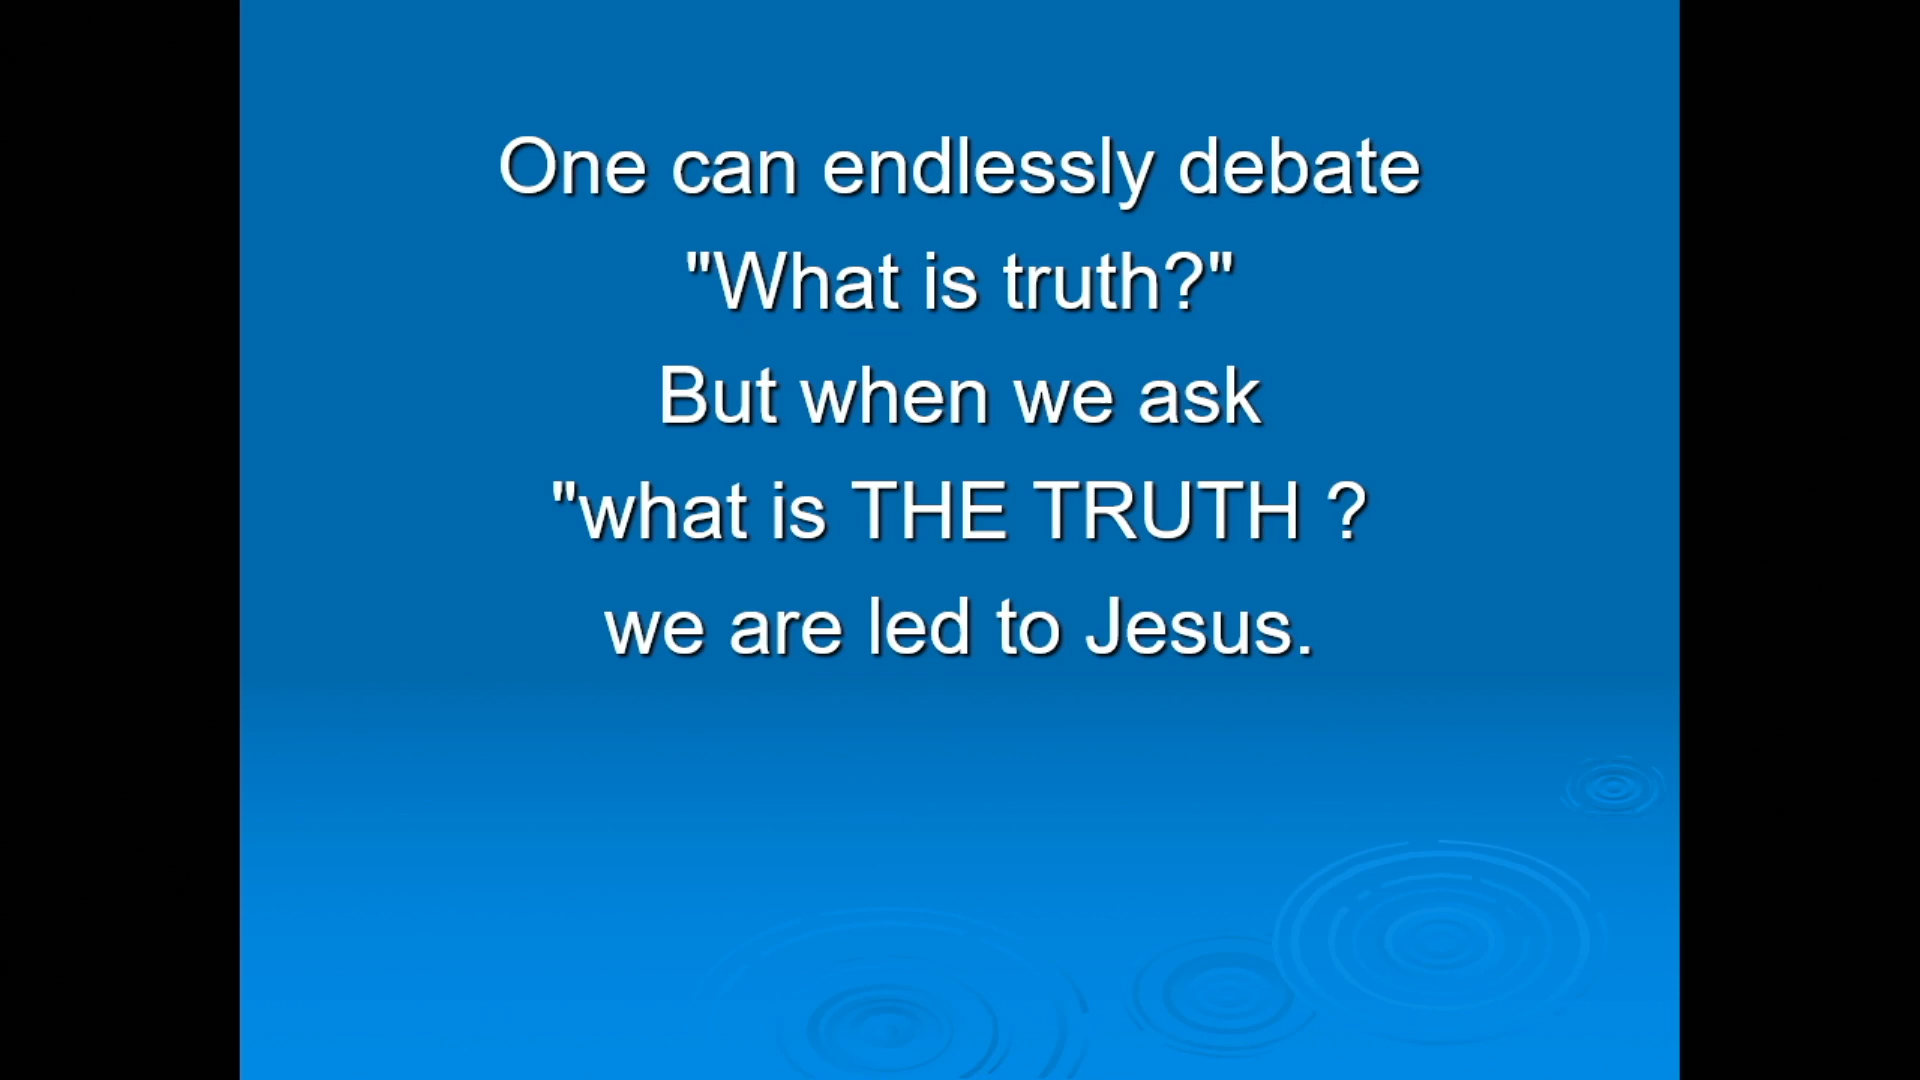 One can endlessly debate
"What is truth?"
But when we ask
"what is THE TRUTH ?
we are led to Jesus.